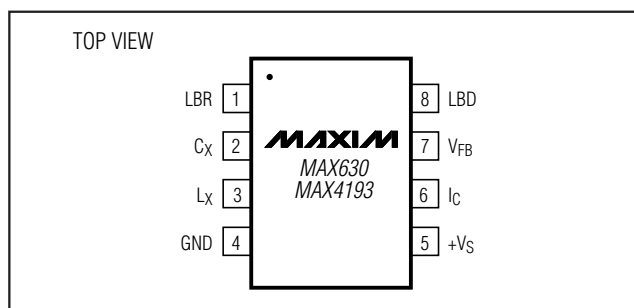 TOP VIEW
LBR 1
8 LBD
MAXIM
CX 2
7 VFB
MAX630
MAX4193
LX 3
6 IC
GND 4
5 +VS